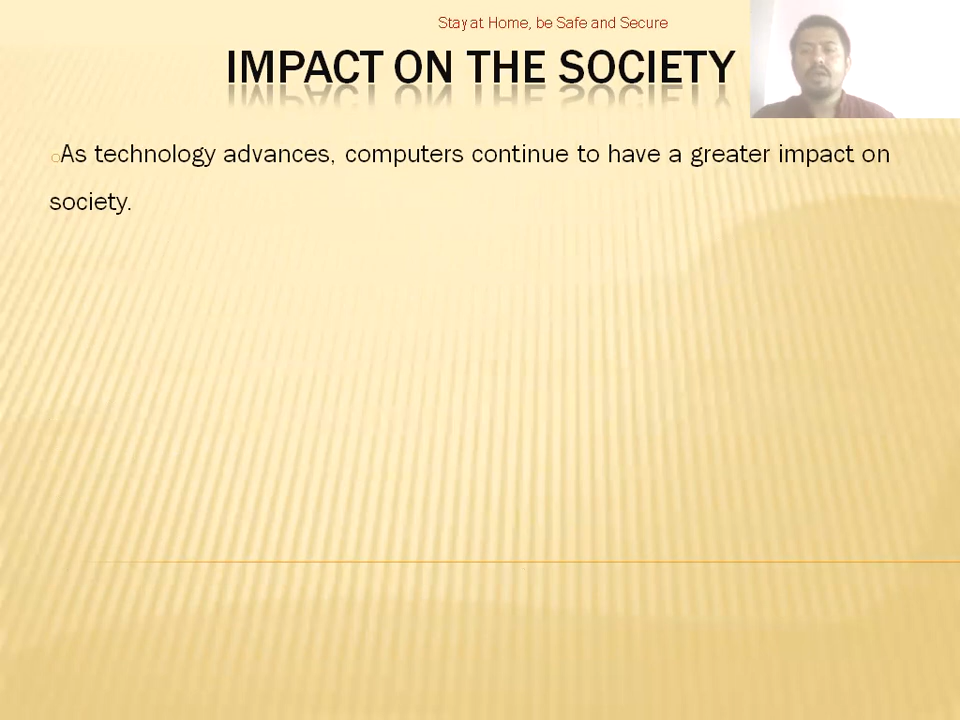 Stay at Home, be Safe and Secure
IMPACT ON THE SOCIETY
As technology advances, computers continue to have a greater impact on
society.